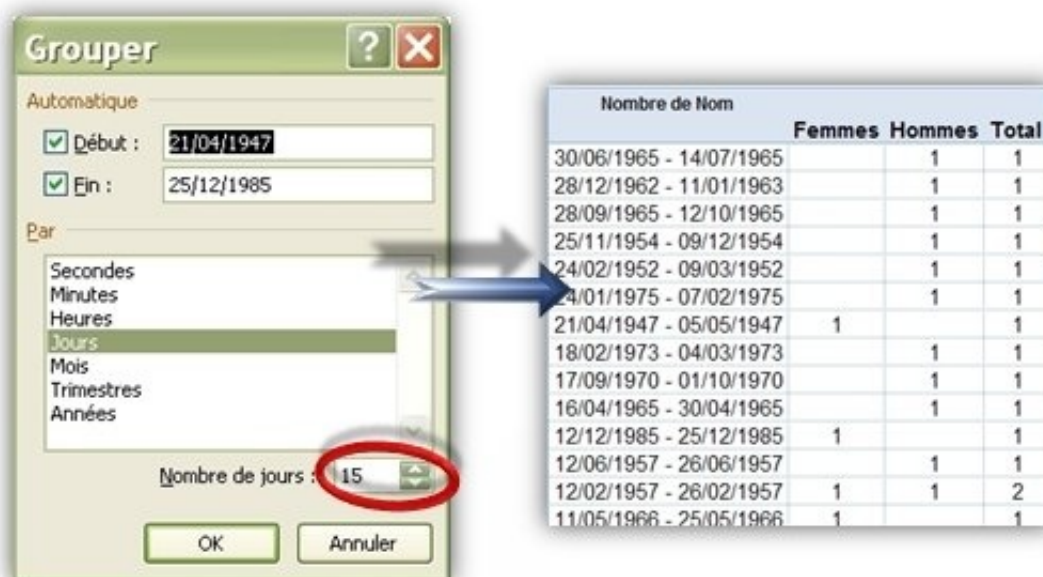 Grouper
Automatique
Début : 21/04/1947
Fin : 25/12/1985
Par
Secondes
Minutes
Heures
Jours
Mois
Trimestres
Années
Nombre de jours : 15
OK Annuler
Nombre de Nom
Femmes Hommes Total
30/06/1965 - 14/07/1965 1 1
28/12/1962 - 11/01/1963 1 1
28/09/1965 - 12/10/1965 1 1
25/11/1954 - 09/12/1954 1 1
24/02/1952 - 09/03/1952 1 1
24/01/1975 - 07/02/1975 1 1
21/04/1947 - 05/05/1947 1 1
18/02/1973 - 04/03/1973 1 1
17/09/1970 - 01/10/1970 1 1
16/04/1965 - 30/04/1965 1 1
12/12/1985 - 25/12/1985 1 1
12/06/1957 - 26/06/1957 1 1
12/02/1957 - 26/02/1957 1 1 2
11/05/1966 - 25/05/1966 1 1